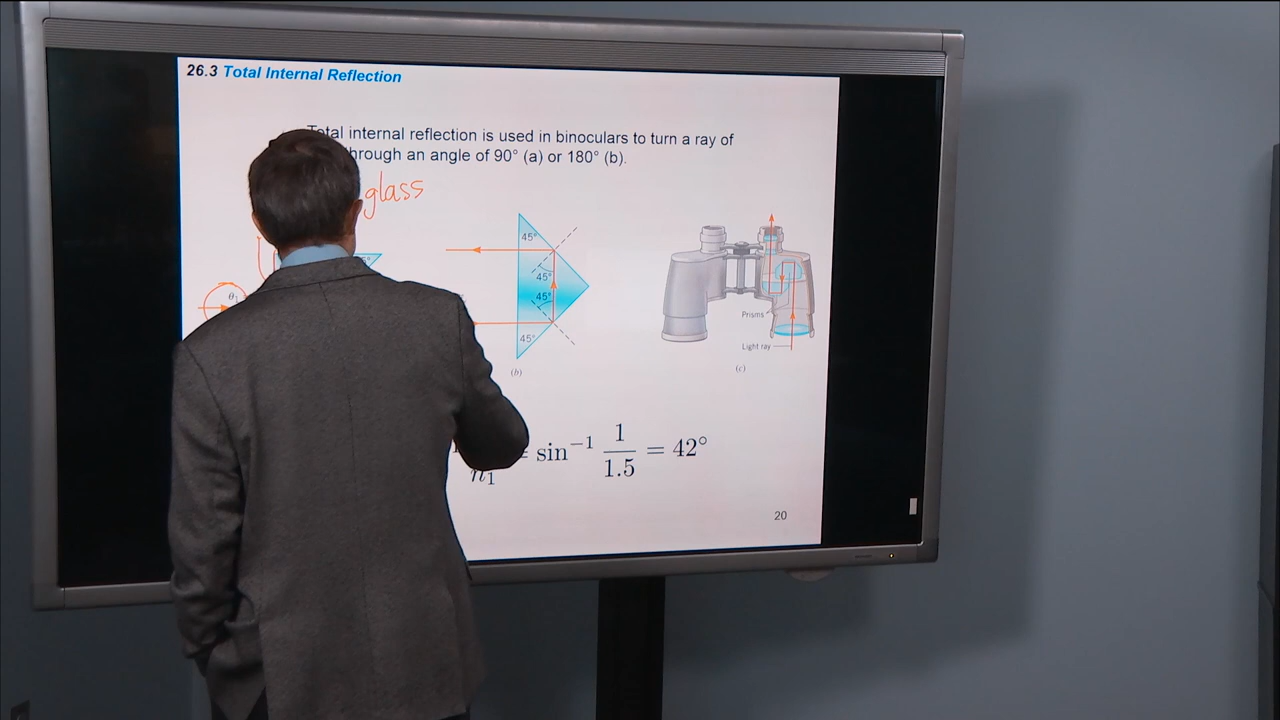 26.3 Total Internal Reflection
Total internal reflection is used in binoculars to turn a ray of
through an angle of 90° (a) or 180° (b).
glass
45°
45°
45°
45°
θ1
(b)
Prisms
Light ray
(c)
n1 = sin−1 1/1.5 = 42°
20